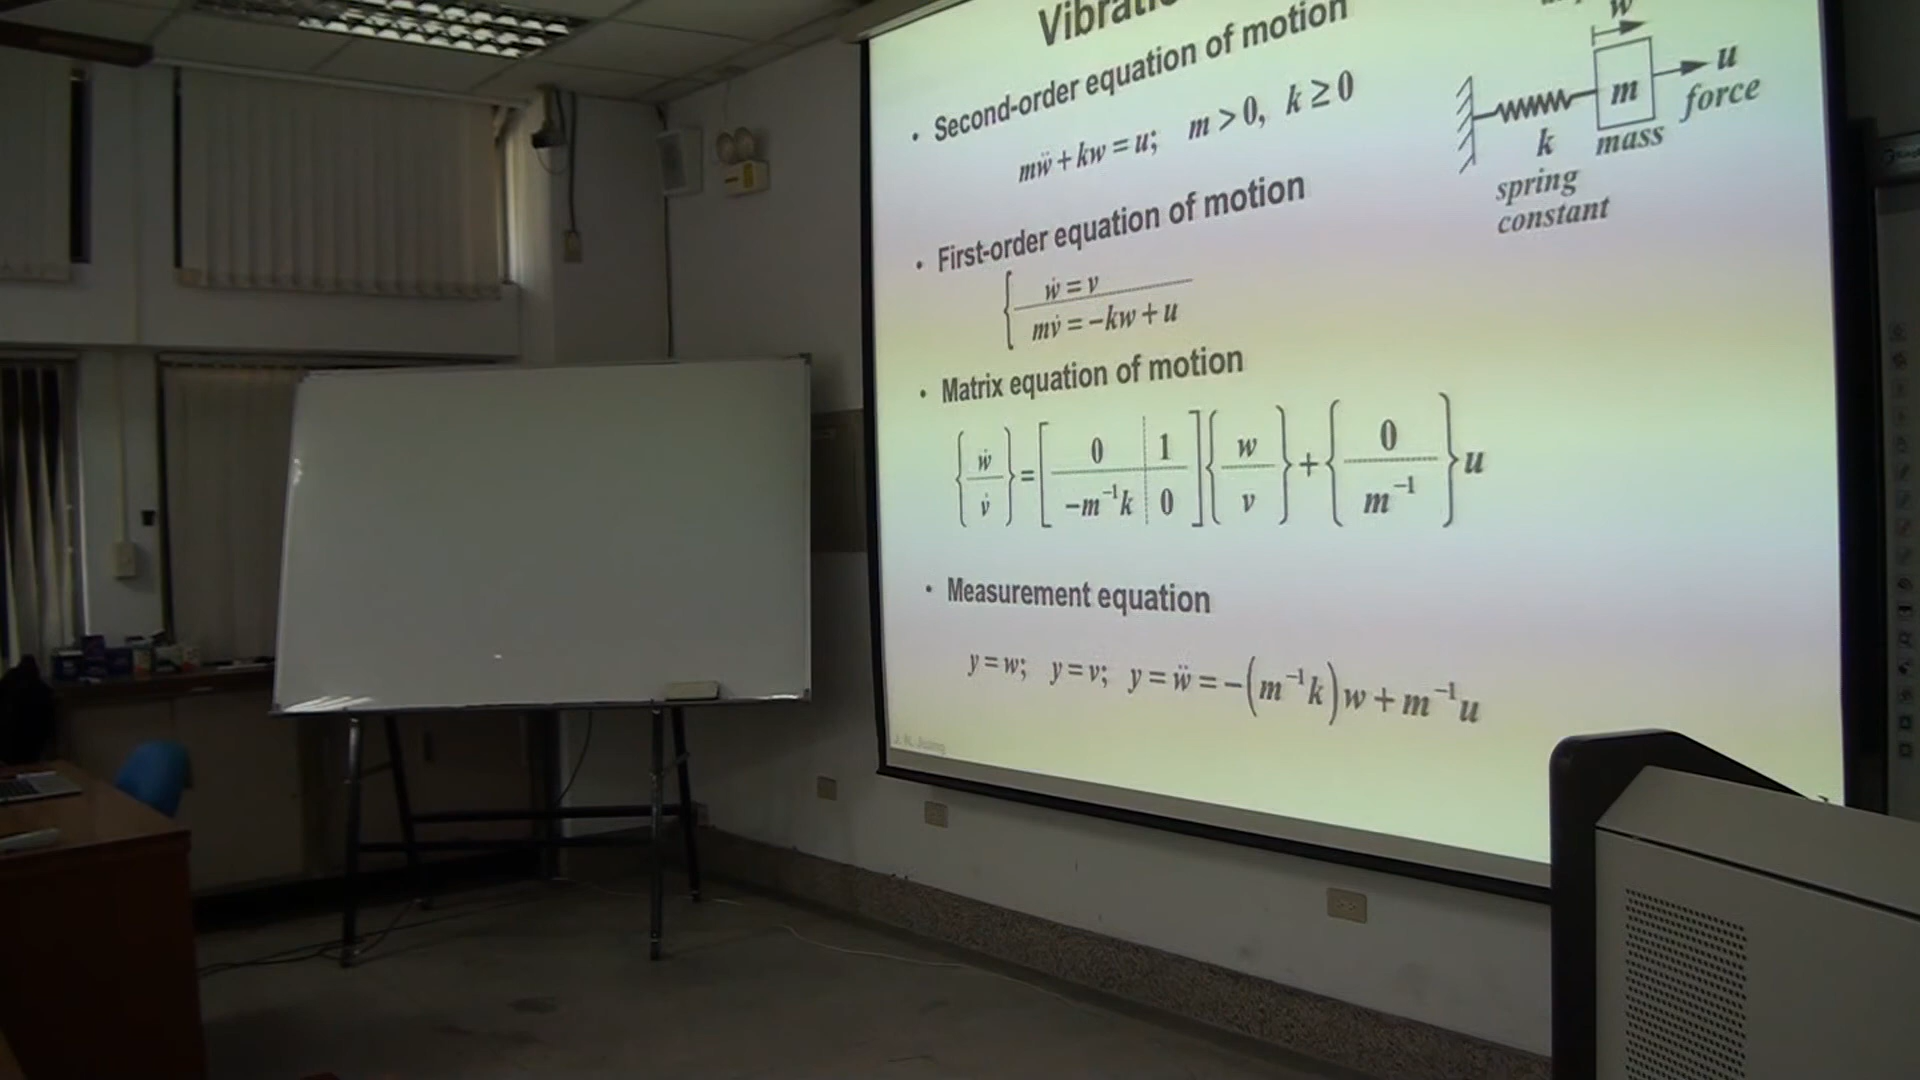 Vibratio
• Second-order equation of motion
mẅ + kw = u; m > 0, k ≥ 0
w
m
u
force
k
mass
spring
constant
• First-order equation of motion
ẇ = v
mv̇ = −kw + u
• Matrix equation of motion
{ẇ / v̇} = [0 1 / −m⁻¹k 0] {w / v} + {0 / m⁻¹} u
• Measurement equation
y = w; y = v; y = ẅ = −(m⁻¹k)w + m⁻¹u
J. N. Juang